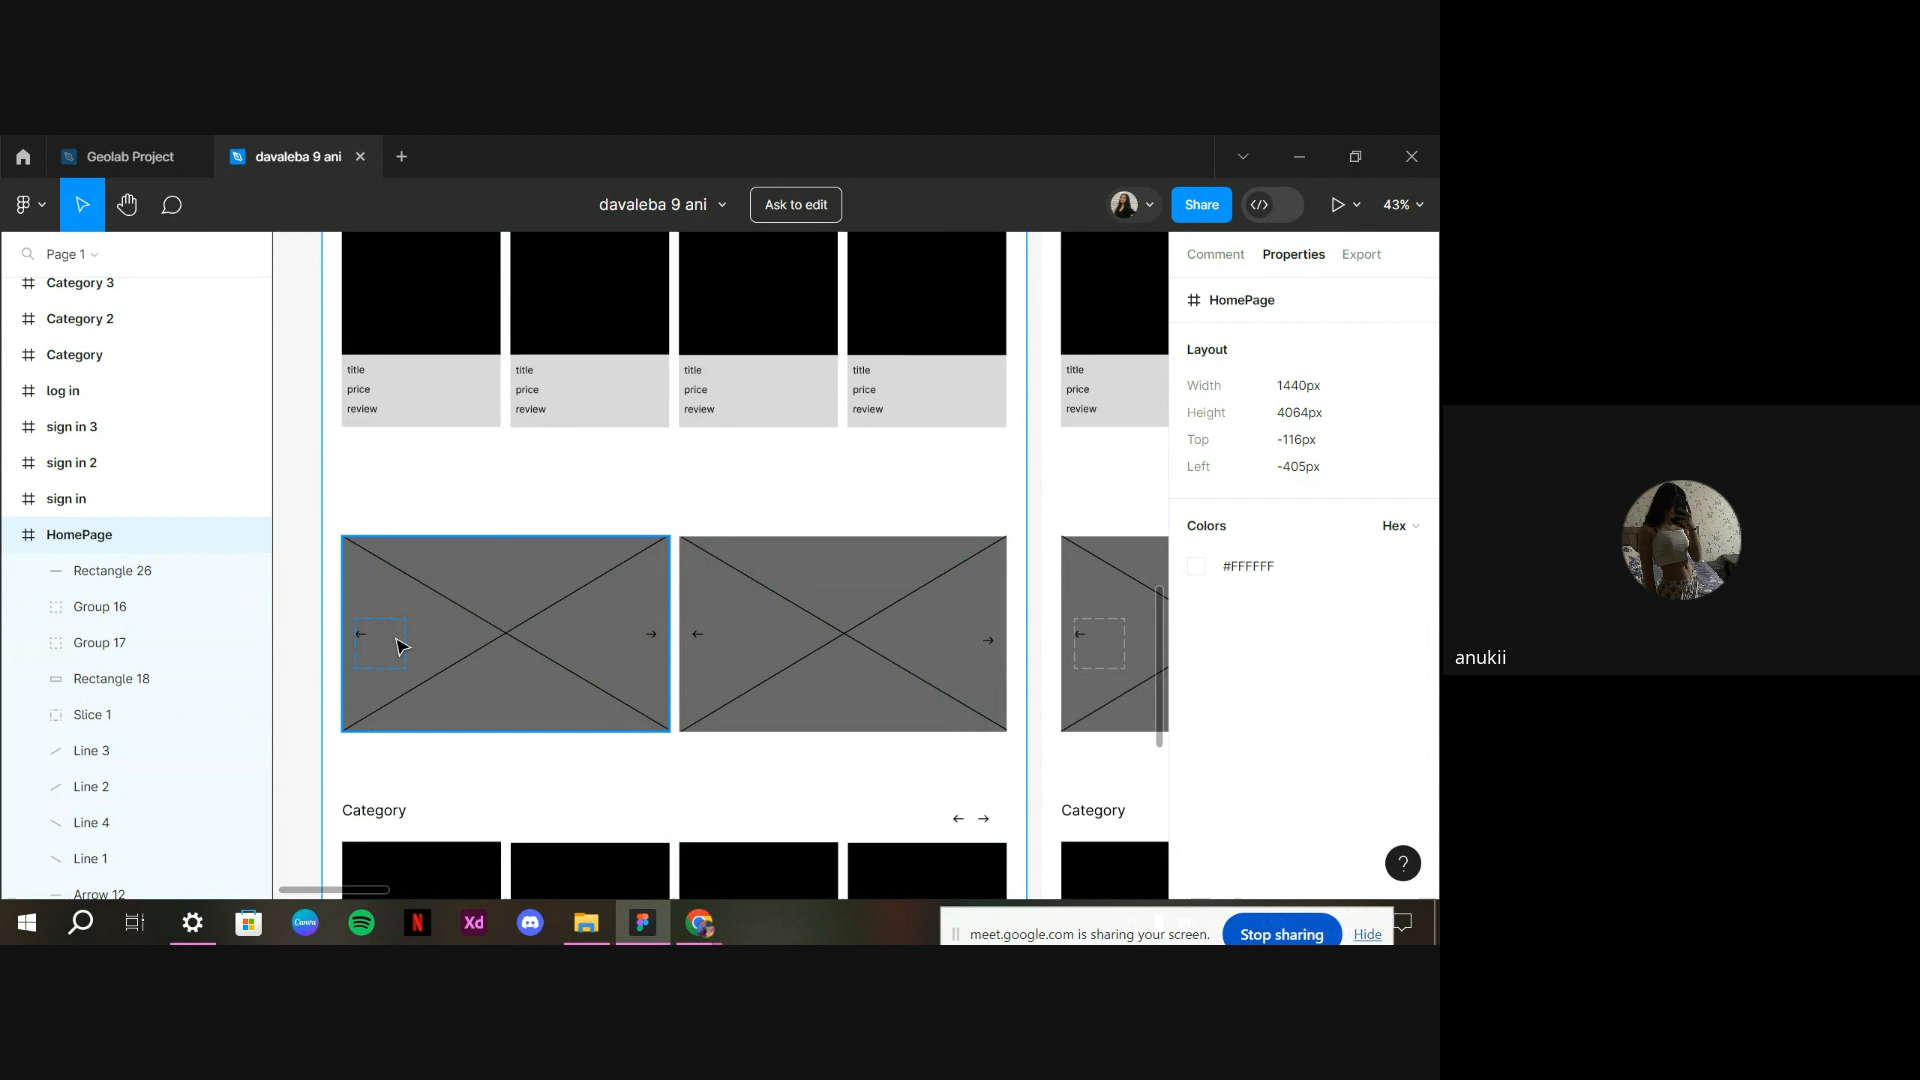 Geolab Project
davaleba 9 ani
davaleba 9 ani
Ask to edit
Share
43%
Page 1
Category 3
Category 2
Category
log in
sign in 3
sign in 2
sign in
HomePage
Rectangle 26
Group 16
Group 17
Rectangle 18
Slice 1
Line 3
Line 2
Line 4
Line 1
Arrow 12
title
price
review
title
price
review
title
price
review
title
price
review
title
price
review
Category
Category
Comment Properties Export
HomePage
Layout
Width 1440px
Height 4064px
Top -116px
Left -405px
Colors Hex
#FFFFFF
?
Canva
N
Xd
meet.google.com is sharing your screen. Stop sharing Hide
anukii